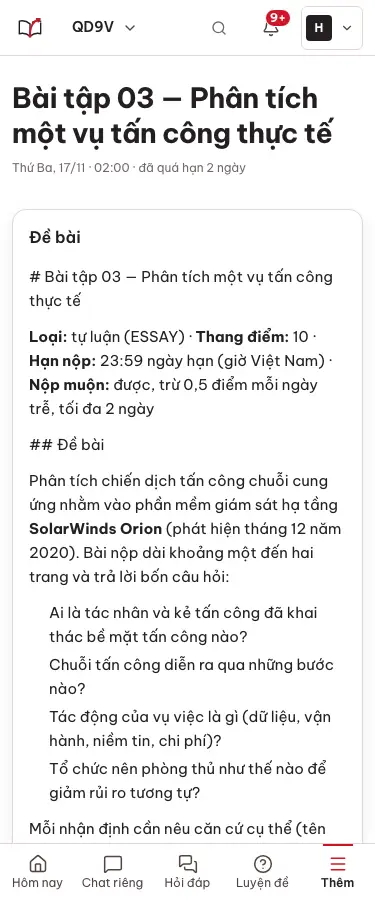 QD9V
9+
H
Bài tập 03 — Phân tích
một vụ tấn công thực tế
Thứ Ba, 17/11 · 02:00 · đã quá hạn 2 ngày
Đề bài
# Bài tập 03 — Phân tích một vụ tấn công
thực tế
Loại: tự luận (ESSAY) · Thang điểm: 10 ·
Hạn nộp: 23:59 ngày hạn (giờ Việt Nam) ·
Nộp muộn: được, trừ 0,5 điểm mỗi ngày
trễ, tối đa 2 ngày
## Đề bài
Phân tích chiến dịch tấn công chuỗi cung
ứng nhằm vào phần mềm giám sát hạ tầng
SolarWinds Orion (phát hiện tháng 12 năm
2020). Bài nộp dài khoảng một đến hai
trang và trả lời bốn câu hỏi:
Ai là tác nhân và kẻ tấn công đã khai
thác bề mặt tấn công nào?
Chuỗi tấn công diễn ra qua những bước
nào?
Tác động của vụ việc là gì (dữ liệu, vận
hành, niềm tin, chi phí)?
Tổ chức nên phòng thủ như thế nào để
giảm rủi ro tương tự?
Mỗi nhận định cần nêu căn cứ cụ thể (tên
Hôm nay
Chat riêng
Hỏi đáp
Luyện đề
Thêm